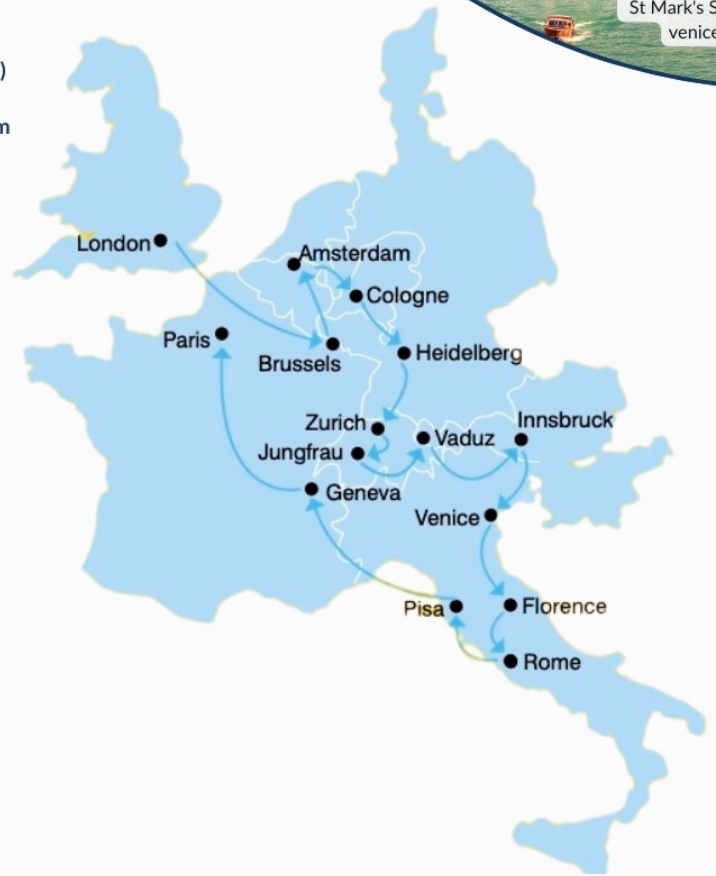 St Mark's S
venice
)
m
London
Amsterdam
Cologne
Paris
Brussels
Heidelberg
Zurich
Innsbruck
Vaduz
Jungfrau
Geneva
Venice
Pisa
Florence
Rome